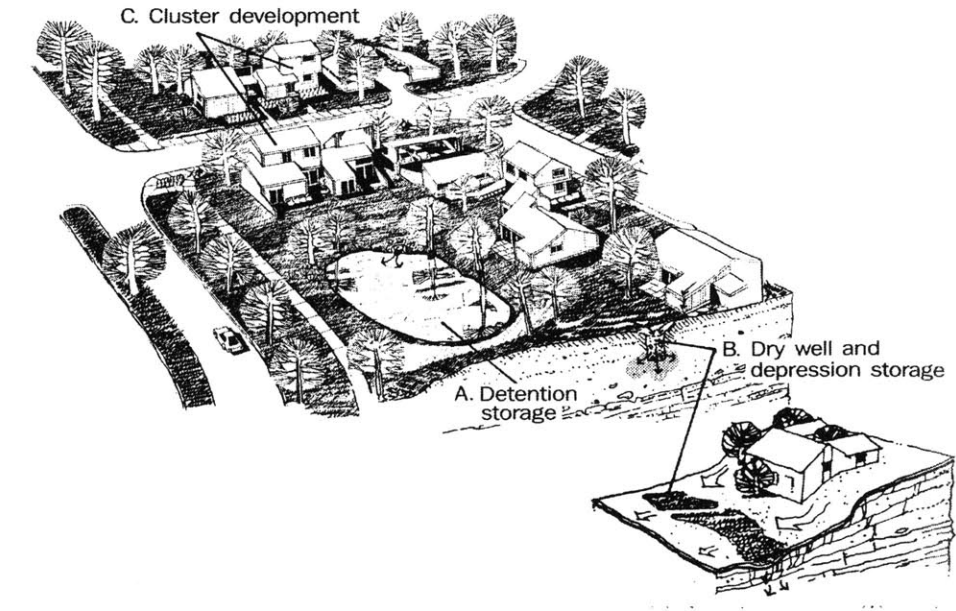 C. Cluster development
B. Dry well and
depression storage
A. Detention
storage